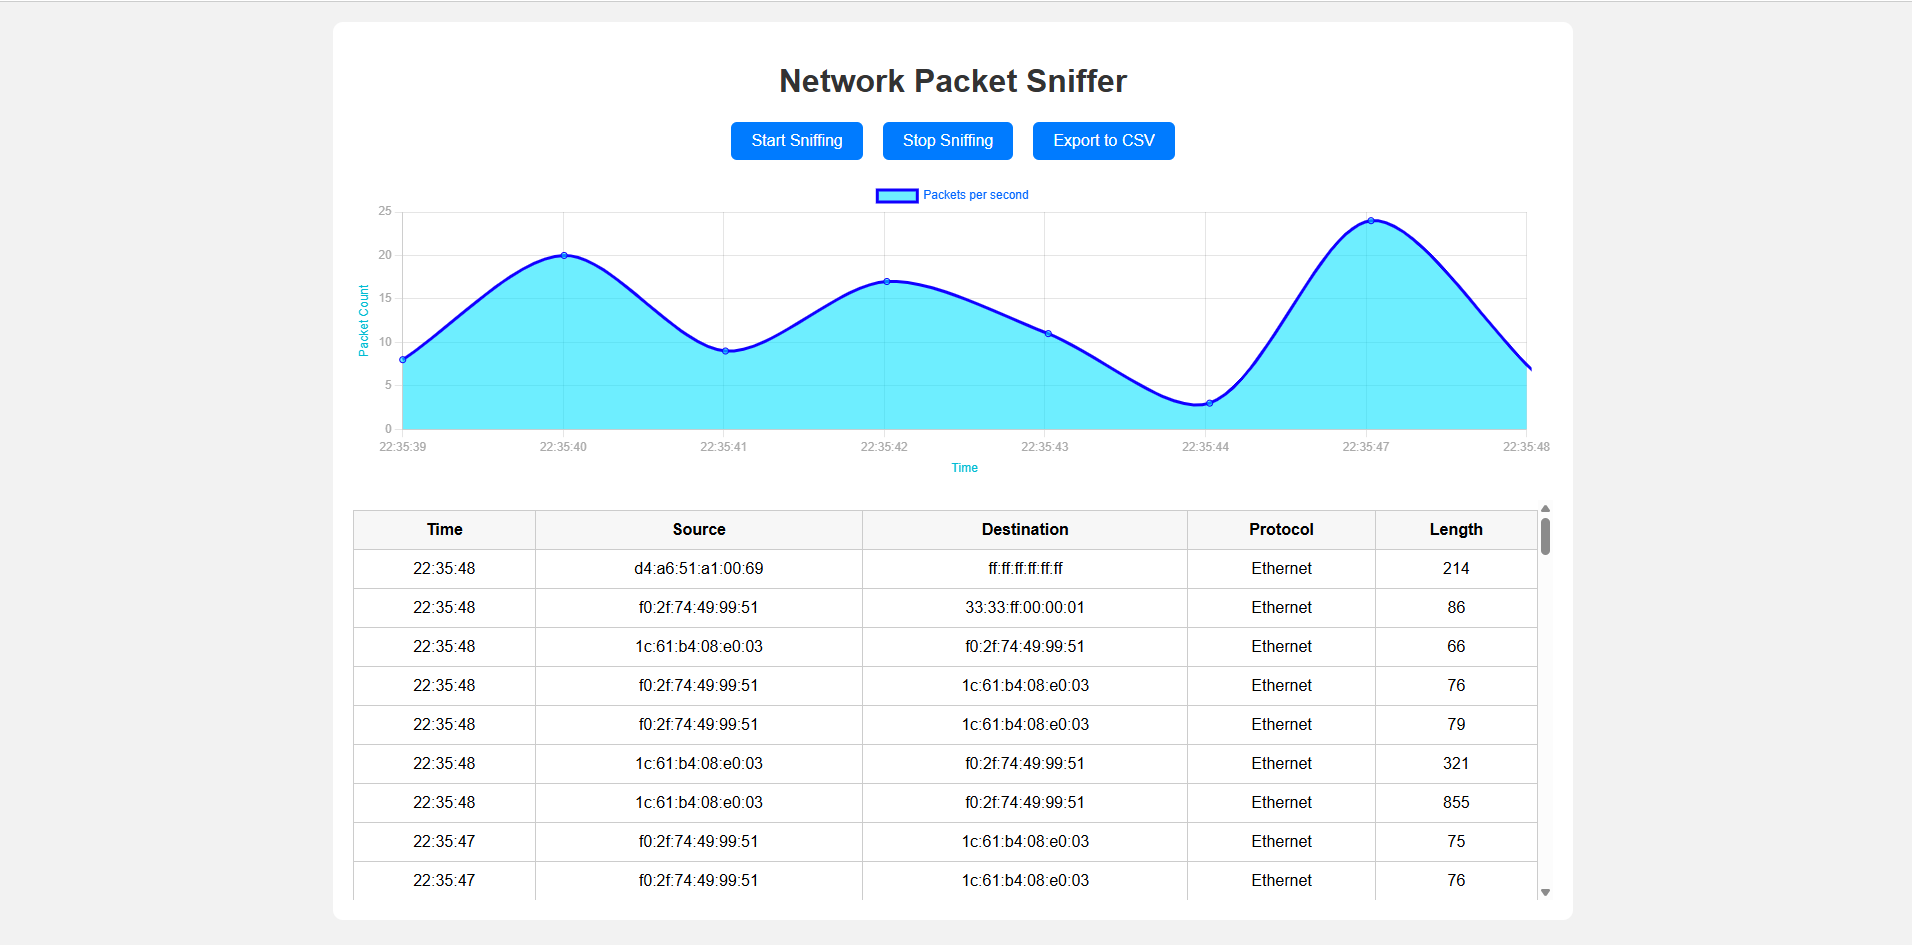 Network Packet Sniffer
Start Sniffing Stop Sniffing Export to CSV
Packets per second
25
20
15
10
5
0
Packet Count
22:35:39 22:35:40 22:35:41 22:35:42 22:35:43 22:35:44 22:35:47 22:35:48
Time
Time Source Destination Protocol Length
22:35:48 d4:a6:51:a1:00:69 ff:ff:ff:ff:ff:ff Ethernet 214
22:35:48 f0:2f:74:49:99:51 33:33:ff:00:00:01 Ethernet 86
22:35:48 1c:61:b4:08:e0:03 f0:2f:74:49:99:51 Ethernet 66
22:35:48 f0:2f:74:49:99:51 1c:61:b4:08:e0:03 Ethernet 76
22:35:48 f0:2f:74:49:99:51 1c:61:b4:08:e0:03 Ethernet 79
22:35:48 1c:61:b4:08:e0:03 f0:2f:74:49:99:51 Ethernet 321
22:35:48 1c:61:b4:08:e0:03 f0:2f:74:49:99:51 Ethernet 855
22:35:47 f0:2f:74:49:99:51 1c:61:b4:08:e0:03 Ethernet 75
22:35:47 f0:2f:74:49:99:51 1c:61:b4:08:e0:03 Ethernet 76